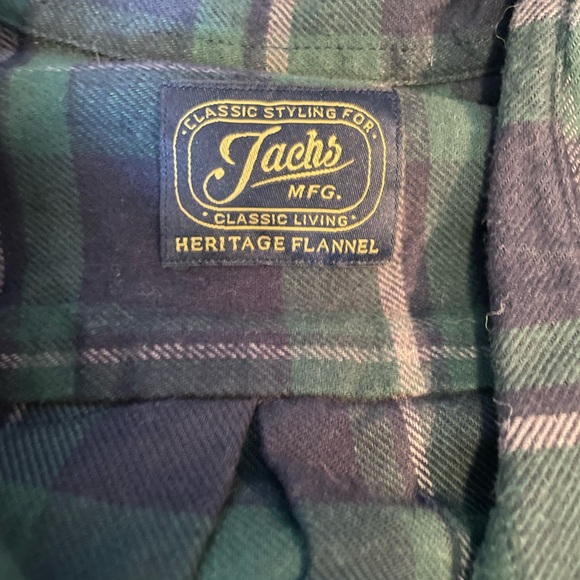 ·CLASSIC STYLING FOR·
Jachs
MFG.
·CLASSIC LIVING·
HERITAGE FLANNEL